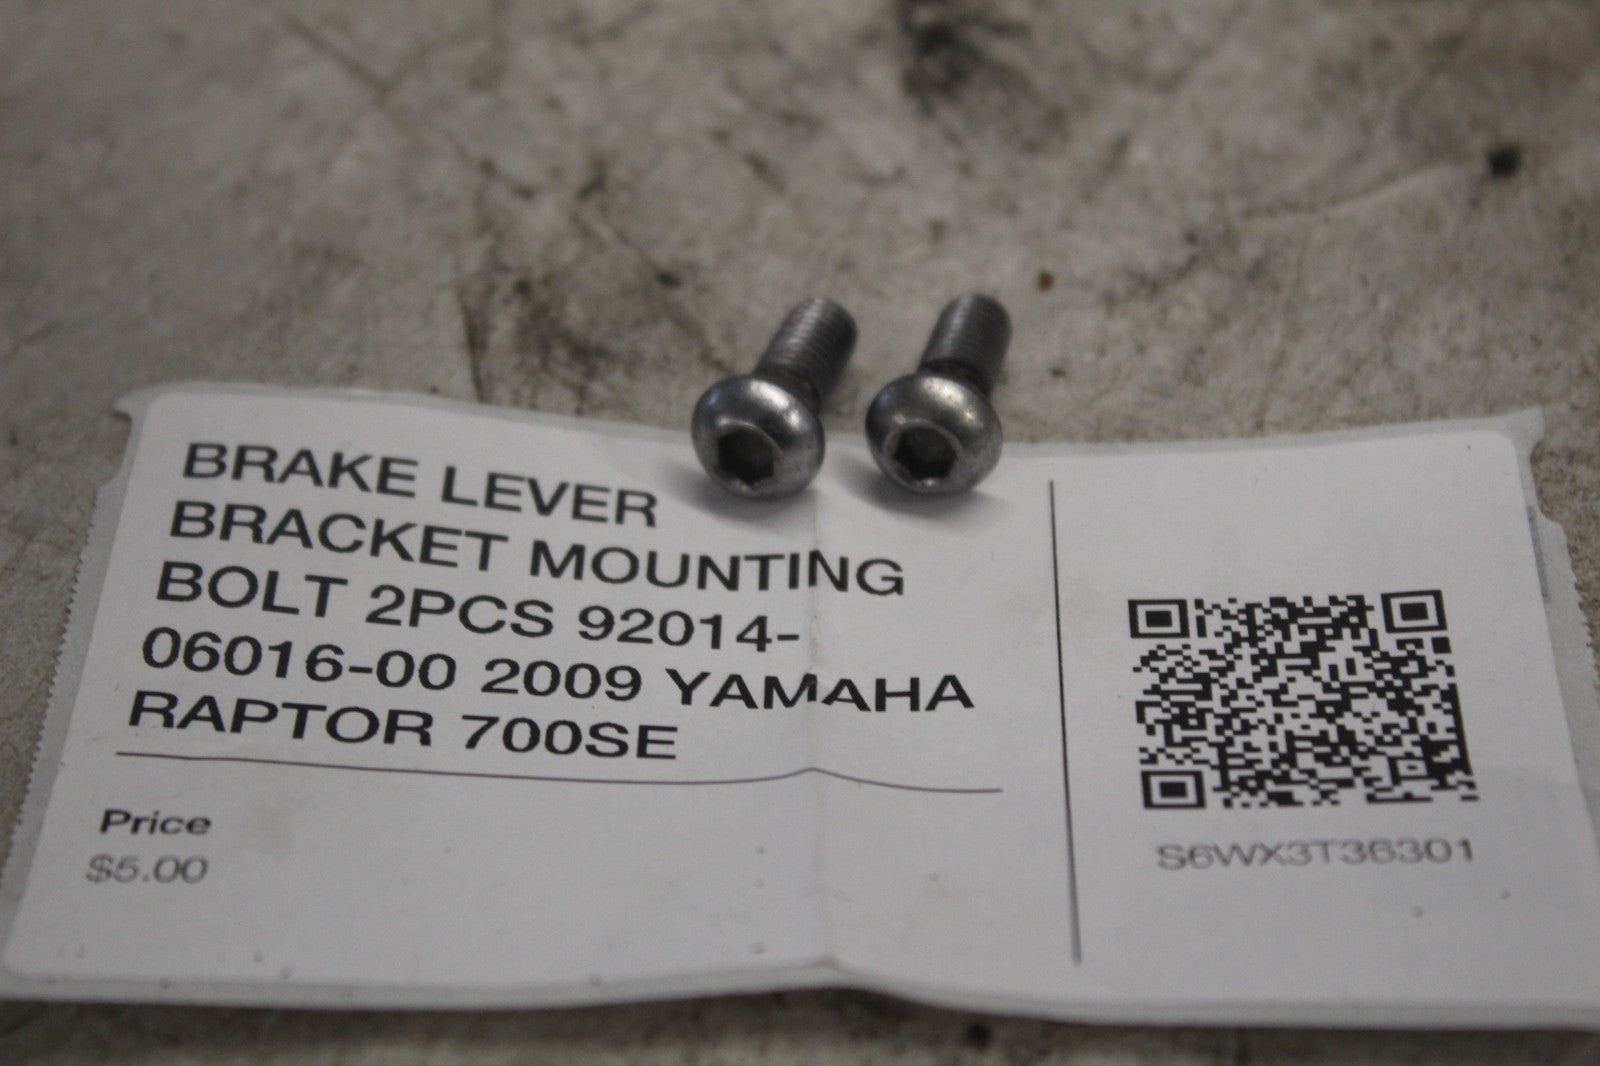 BRAKE LEVER
BRACKET MOUNTING
BOLT 2PCS 92014-
06016-00 2009 YAMAHA
RAPTOR 700SE
Price
$5.00
S6WX3T36301